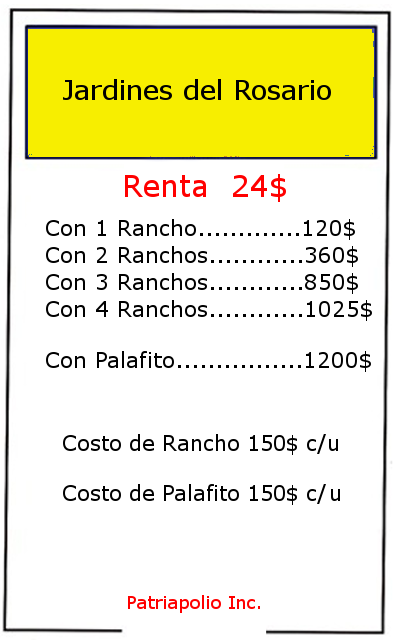 Jardines del Rosario
Renta 24$
Con 1 Rancho.............120$
Con 2 Ranchos............360$
Con 3 Ranchos............850$
Con 4 Ranchos............1025$
Con Palafito................1200$
Costo de Rancho 150$ c/u
Costo de Palafito 150$ c/u
Patriapolio Inc.